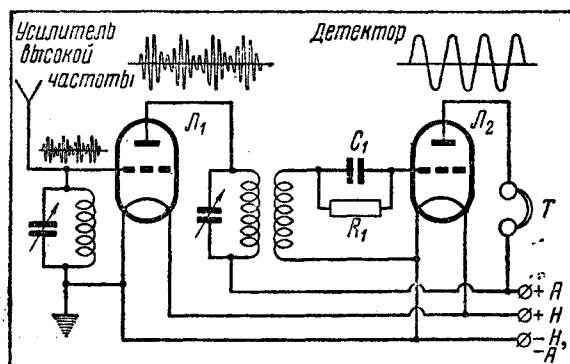 Усилитель
высокой
частоты
Детектор
Л₁
Л₂
C₁
R₁
Т
+ А
+ Н
– Н,
– А